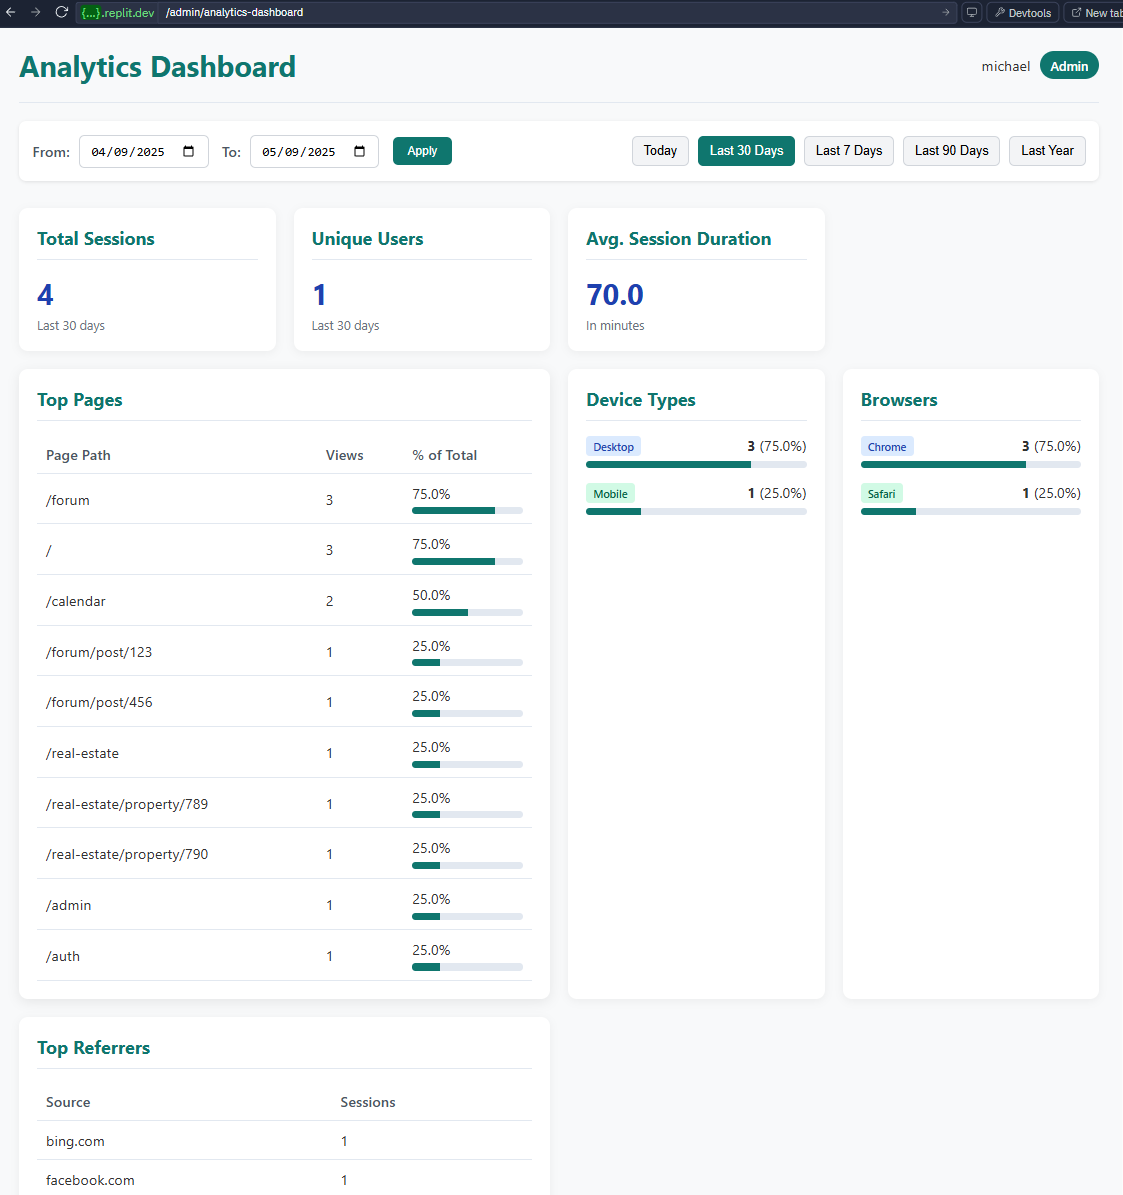 {...}.replit.dev /admin/analytics-dashboard Devtools New tab
Analytics Dashboard
michael Admin
From: 04/09/2025 To: 05/09/2025 Apply Today Last 30 Days Last 7 Days Last 90 Days Last Year
Total Sessions
4
Last 30 days
Unique Users
1
Last 30 days
Avg. Session Duration
70.0
In minutes
Top Pages
Page Path Views % of Total
/forum 3 75.0%
/ 3 75.0%
/calendar 2 50.0%
/forum/post/123 1 25.0%
/forum/post/456 1 25.0%
/real-estate 1 25.0%
/real-estate/property/789 1 25.0%
/real-estate/property/790 1 25.0%
/admin 1 25.0%
/auth 1 25.0%
Device Types
Desktop 3 (75.0%)
Mobile 1 (25.0%)
Browsers
Chrome 3 (75.0%)
Safari 1 (25.0%)
Top Referrers
Source Sessions
bing.com 1
facebook.com 1